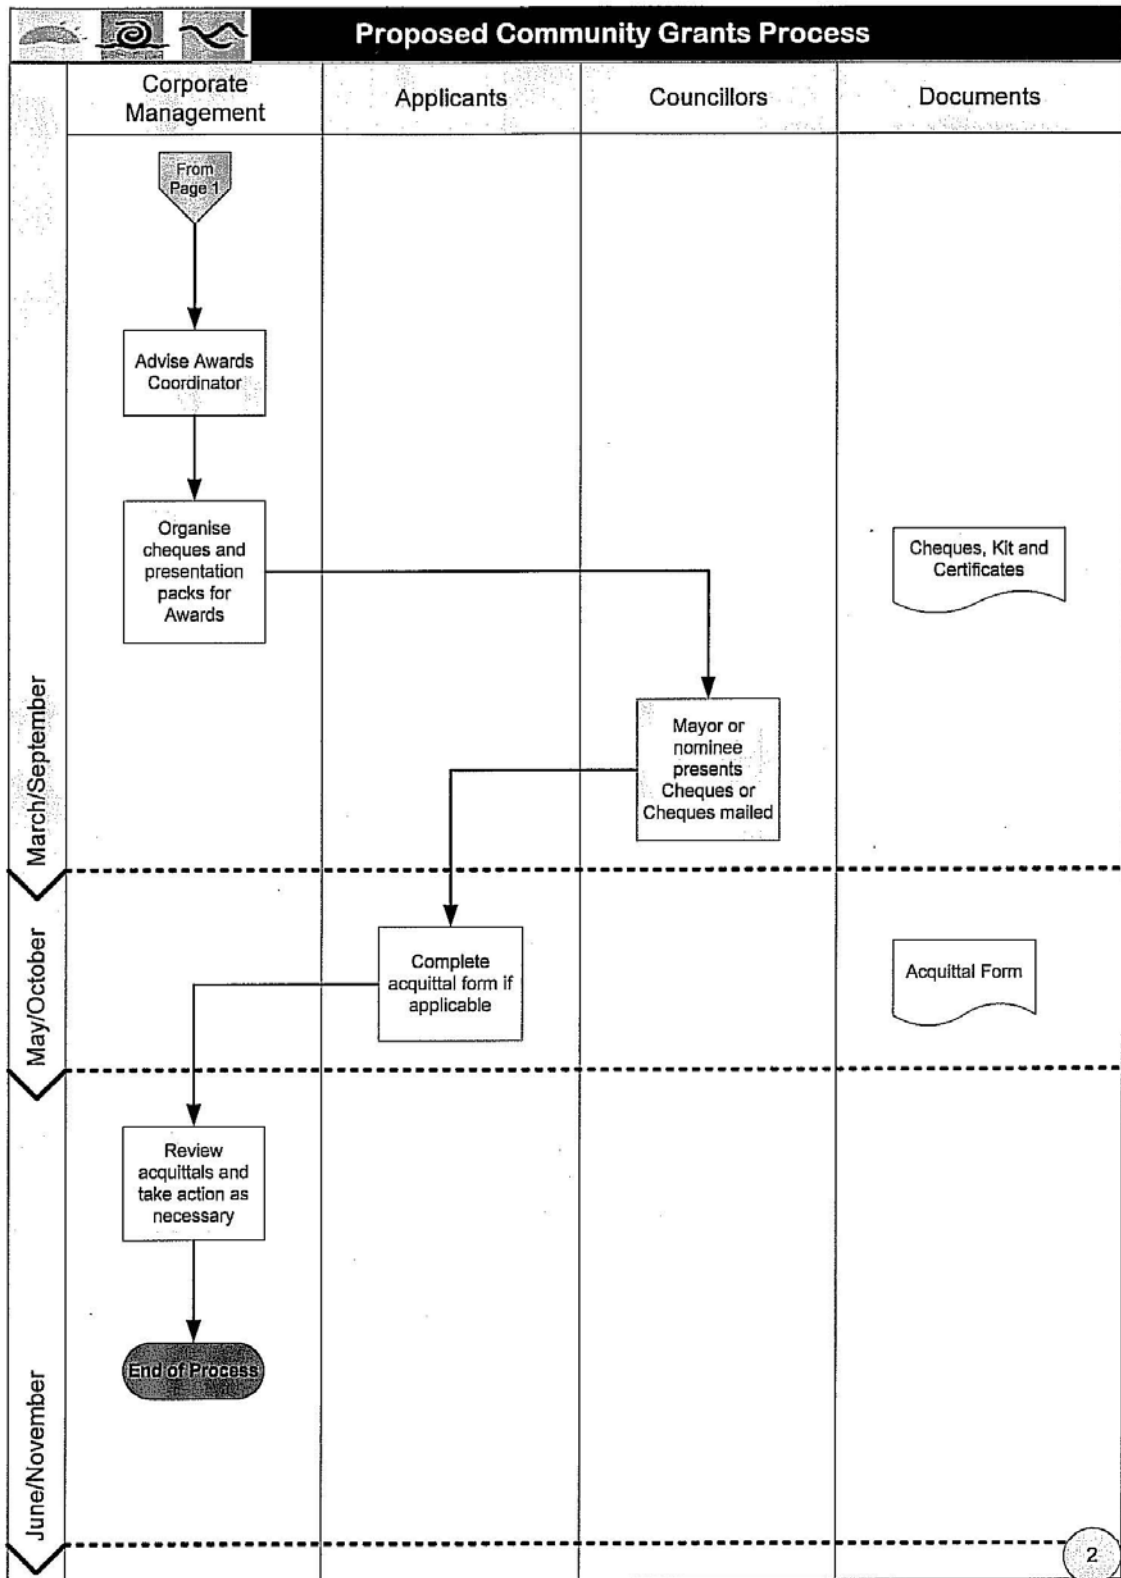 Proposed Community Grants Process
Corporate
Management
Applicants
Councillors
Documents
From
Page 1
Advise Awards
Coordinator
Organise
cheques and
presentation
packs for
Awards
Cheques, Kit and
Certificates
Mayor or
nominee
presents
Cheques or
Cheques mailed
March/September
Complete
acquittal form if
applicable
Acquittal Form
May/October
Review
acquittals and
take action as
necessary
End of Process
June/November
2